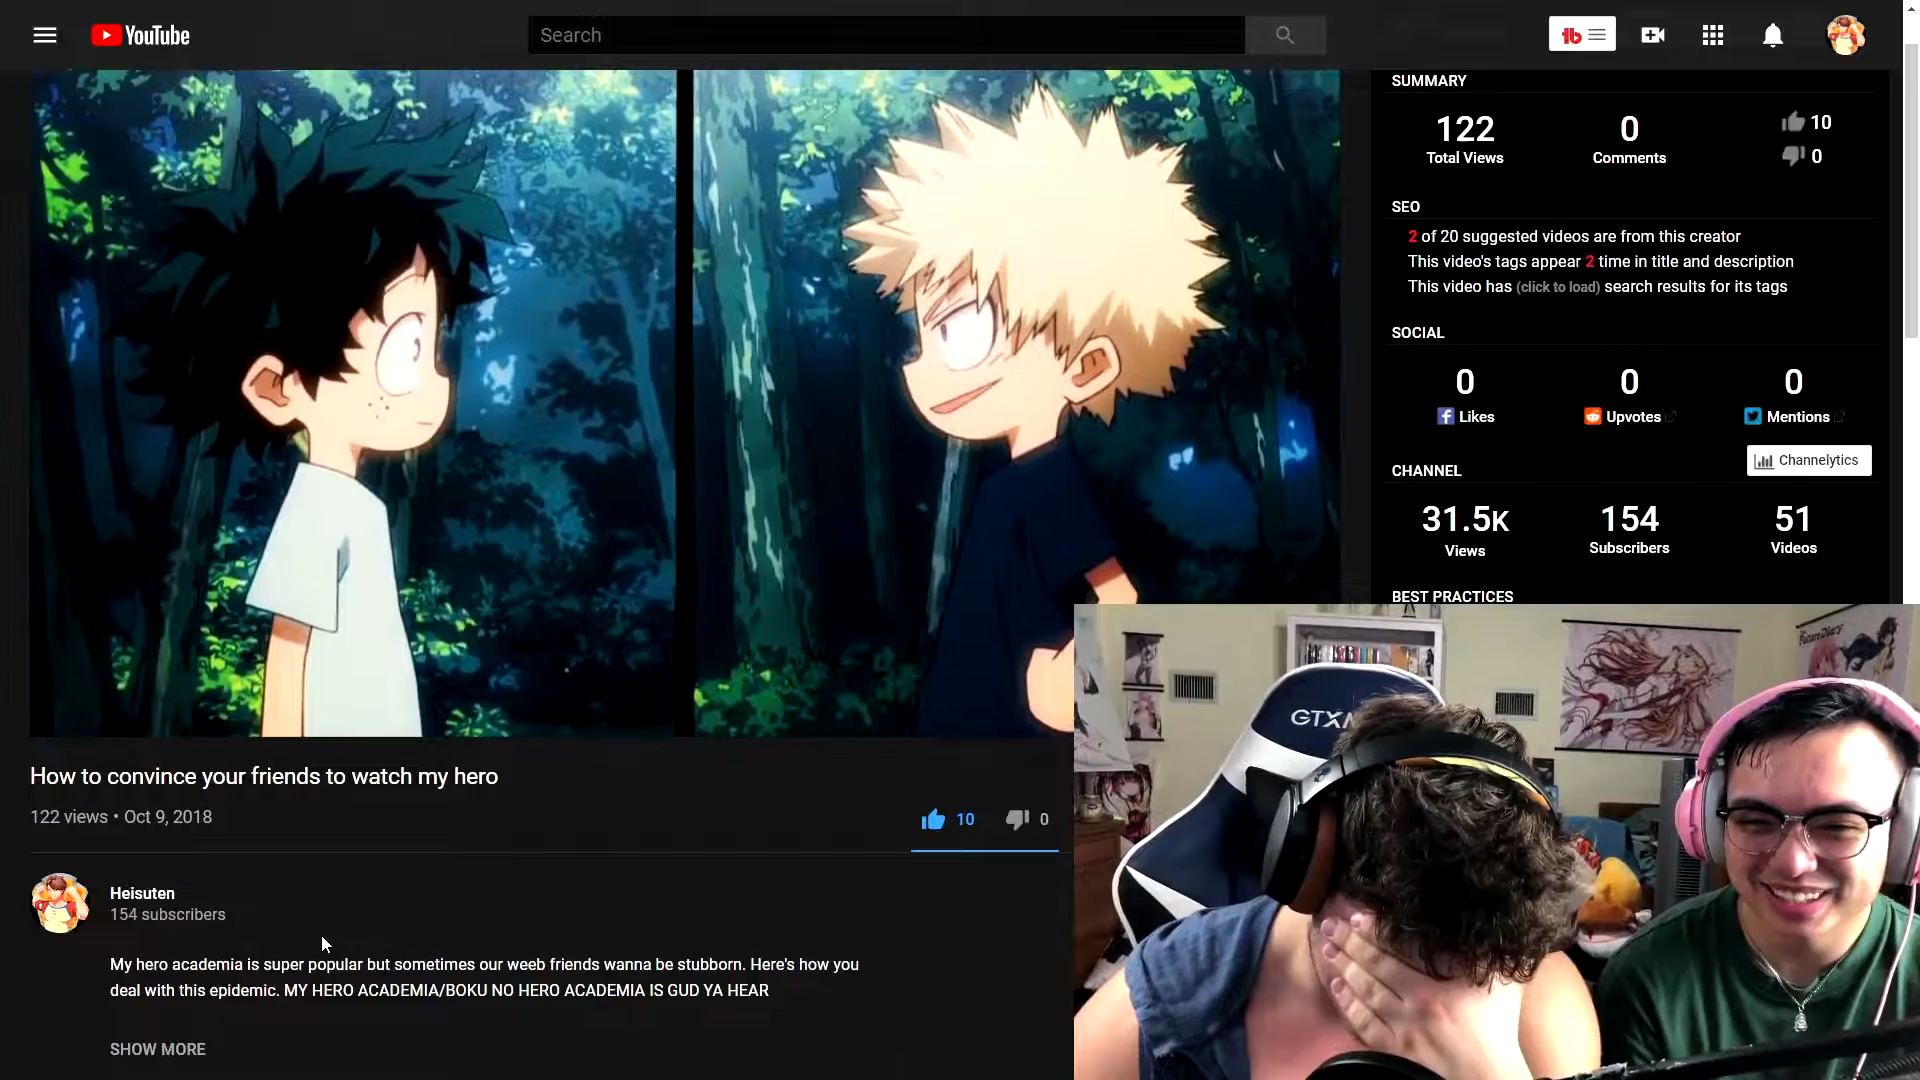 YouTube
Search
tb
SUMMARY
122
Total Views
0
Comments
10
0
SEO
2 of 20 suggested videos are from this creator
This video's tags appear 2 time in title and description
This video has (click to load) search results for its tags
SOCIAL
0
Likes
0
Upvotes
0
Mentions
CHANNEL
Channelytics
31.5K
Views
154
Subscribers
51
Videos
BEST PRACTICES
GTX
Future Diary
How to convince your friends to watch my hero
122 views • Oct 9, 2018
10
0
Heisuten
154 subscribers
My hero academia is super popular but sometimes our weeb friends wanna be stubborn. Here's how you
deal with this epidemic. MY HERO ACADEMIA/BOKU NO HERO ACADEMIA IS GUD YA HEAR
SHOW MORE